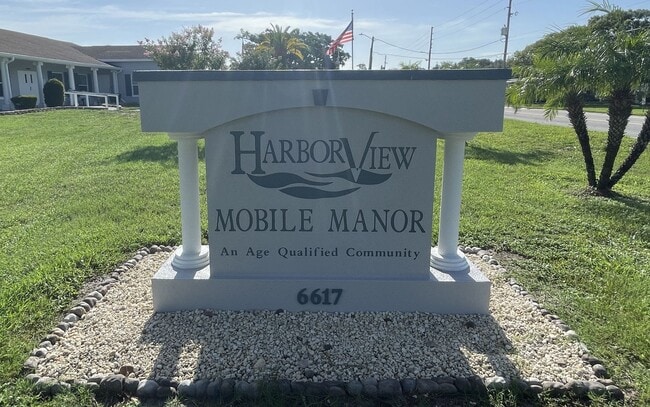 HARBORVIEW
MOBILE MANOR
An Age Qualified Community
6617